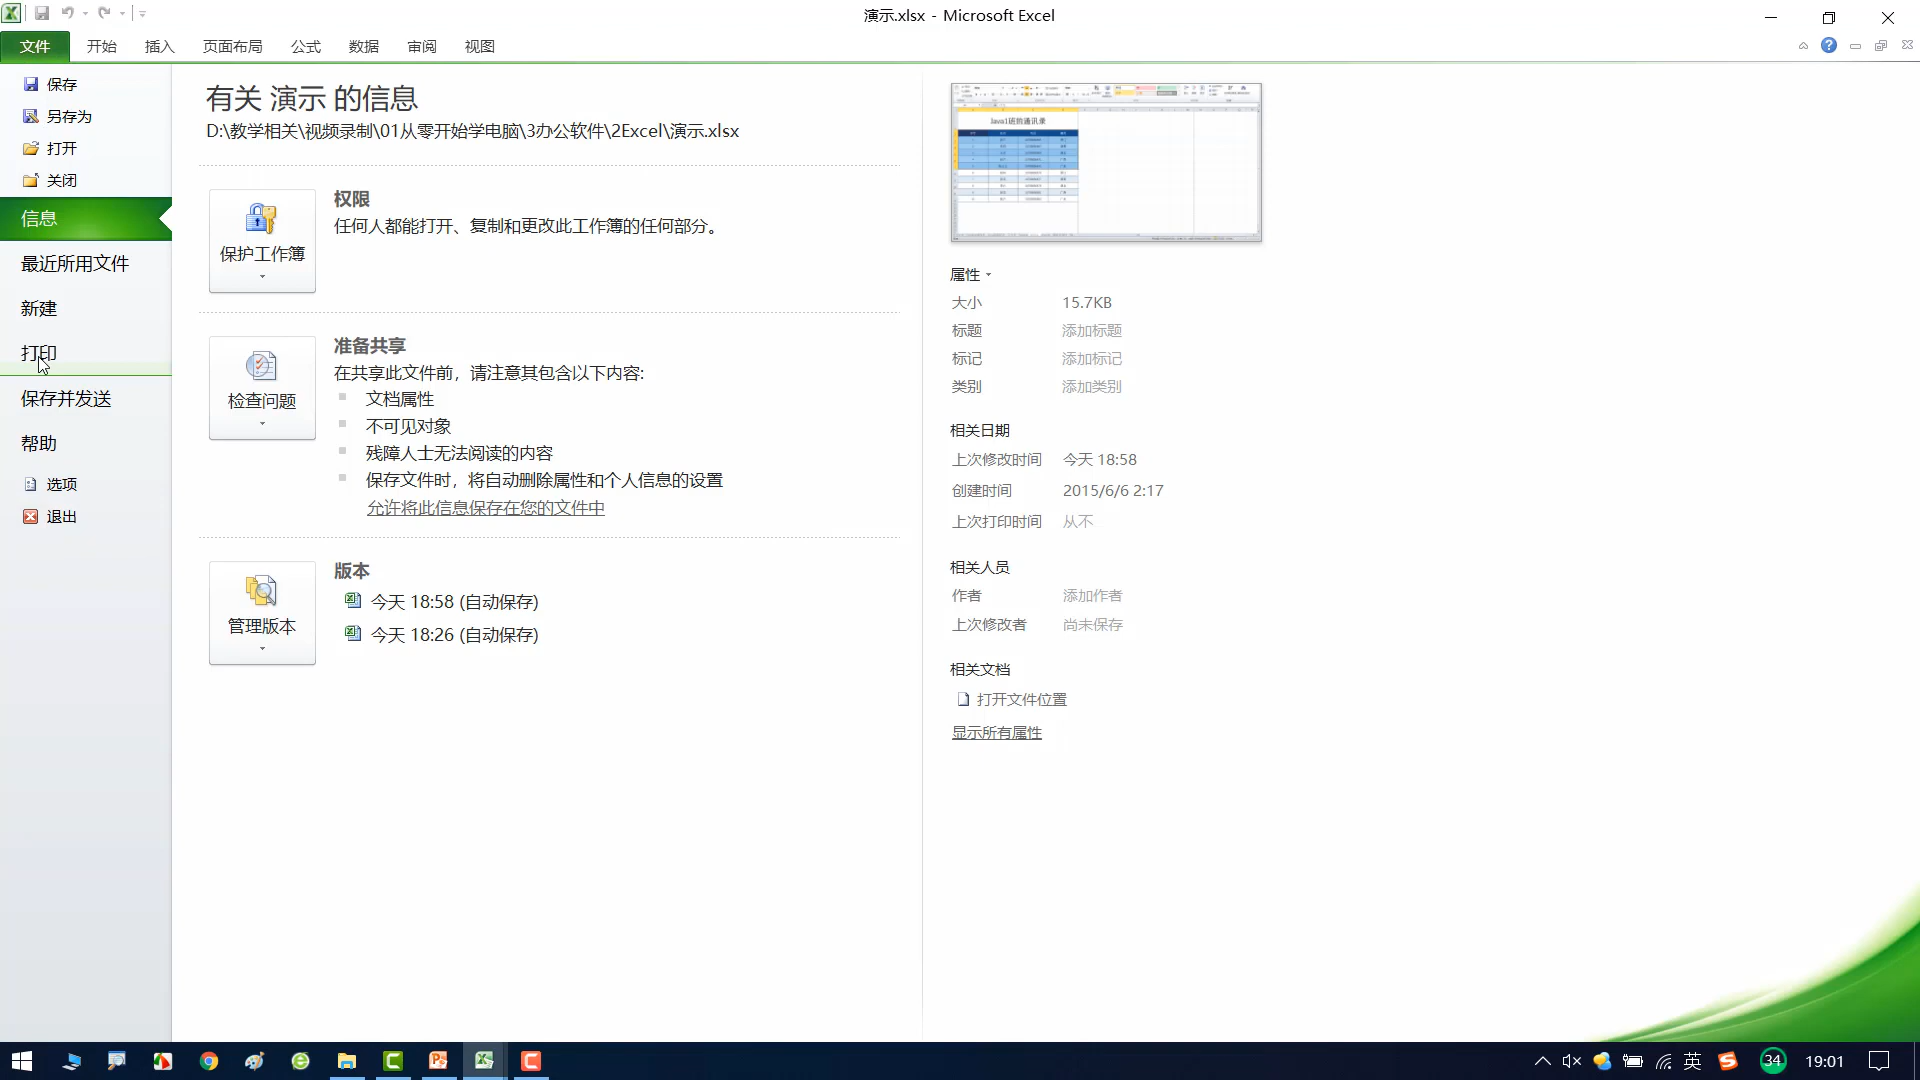 演示.xlsx - Microsoft Excel
文件 开始 插入 页面布局 公式 数据 审阅 视图
保存
另存为
打开
关闭
信息
最近所用文件
新建
打印
保存并发送
帮助
选项
退出
有关 演示 的信息
D:\教学相关\视频录制\01从零开始学电脑\3办公软件\2Excel\演示.xlsx
保护工作簿
权限
任何人都能打开、复制和更改此工作簿的任何部分。
检查问题
准备共享
在共享此文件前，请注意其包含以下内容:
文档属性
不可见对象
残障人士无法阅读的内容
保存文件时，将自动删除属性和个人信息的设置
允许将此信息保存在您的文件中
管理版本
版本
今天 18:58 (自动保存)
今天 18:26 (自动保存)
Java1班的通讯录
属性
大小 15.7KB
标题 添加标题
标记 添加标记
类别 添加类别
相关日期
上次修改时间 今天 18:58
创建时间 2015/6/6 2:17
上次打印时间 从不
相关人员
作者 添加作者
上次修改者 尚未保存
相关文档
打开文件位置
显示所有属性
英 34 19:01